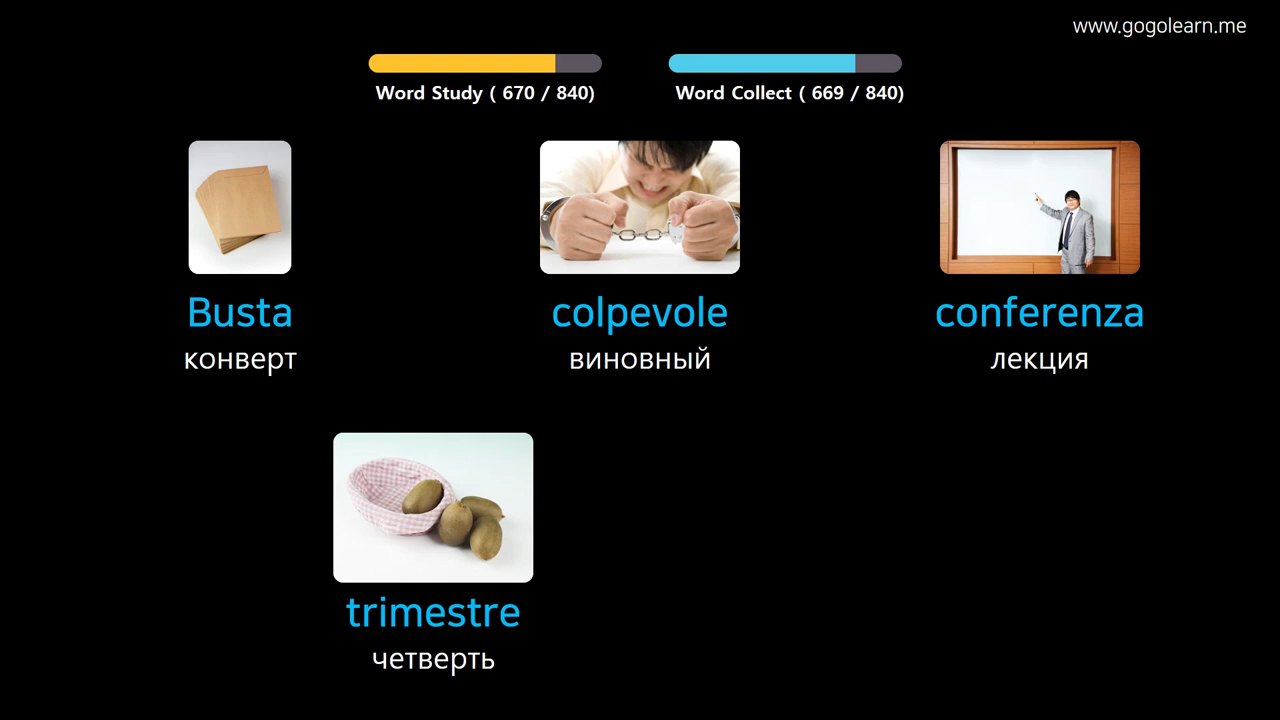 www.gogolearn.me
Word Study ( 670 / 840)
Word Collect ( 669 / 840)
Busta
конверт
colpevole
виновный
conferenza
лекция
trimestre
четверть